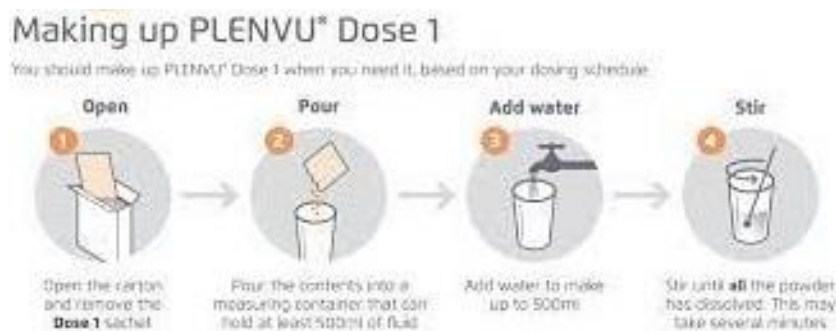 Making up PLENVU® Dose 1
You should make up PLENVU® Dose 1 when you need it, based on your dosing schedule
Open
Pour
Add water
Stir
1
2
3
4
Open the carton
and remove the
Dose 1 sachet
Pour the contents into a
measuring container that can
hold at least 500ml of fluid
Add water to make
up to 500ml
Stir until all the powder
has dissolved. This may
take several minutes